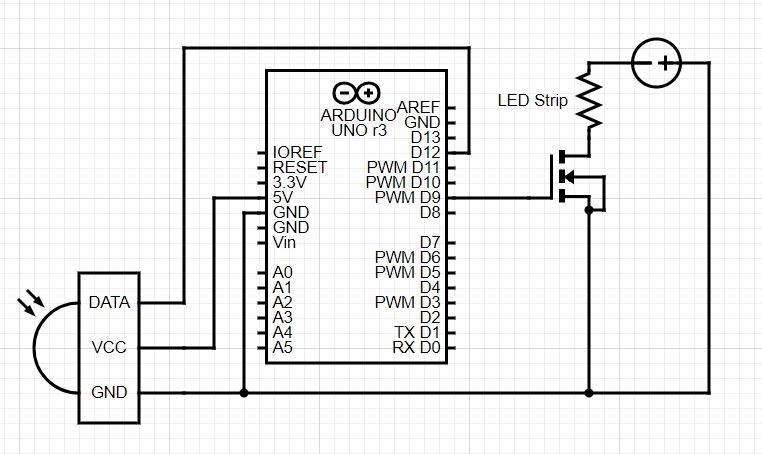 LED Strip
ARDUINO
UNO r3
AREF
GND
D13
D12
PWM D11
PWM D10
PWM D9
D8
D7
PWM D6
PWM D5
D4
PWM D3
D2
TX D1
RX D0
IOREF
RESET
3.3V
5V
GND
GND
Vin
A0
A1
A2
A3
A4
A5
DATA
VCC
GND